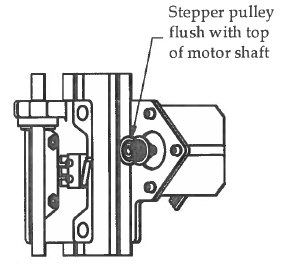 Stepper pulley
flush with top
of motor shaft